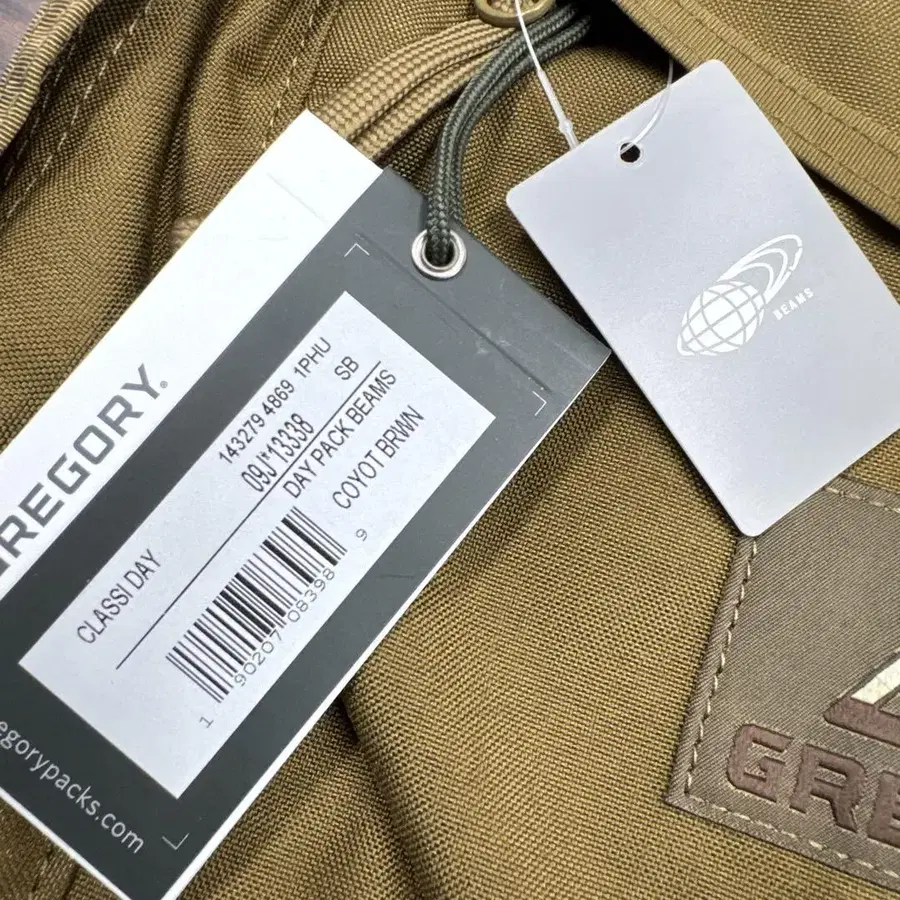 GREGORY.
143279 4869 1PHU
09J*13338 SB
CLASSI DAY
DAY PACK BEAMS
COYOT BRWN
1 90207 08398 9
egorypacks.com
BEAMS
GRE